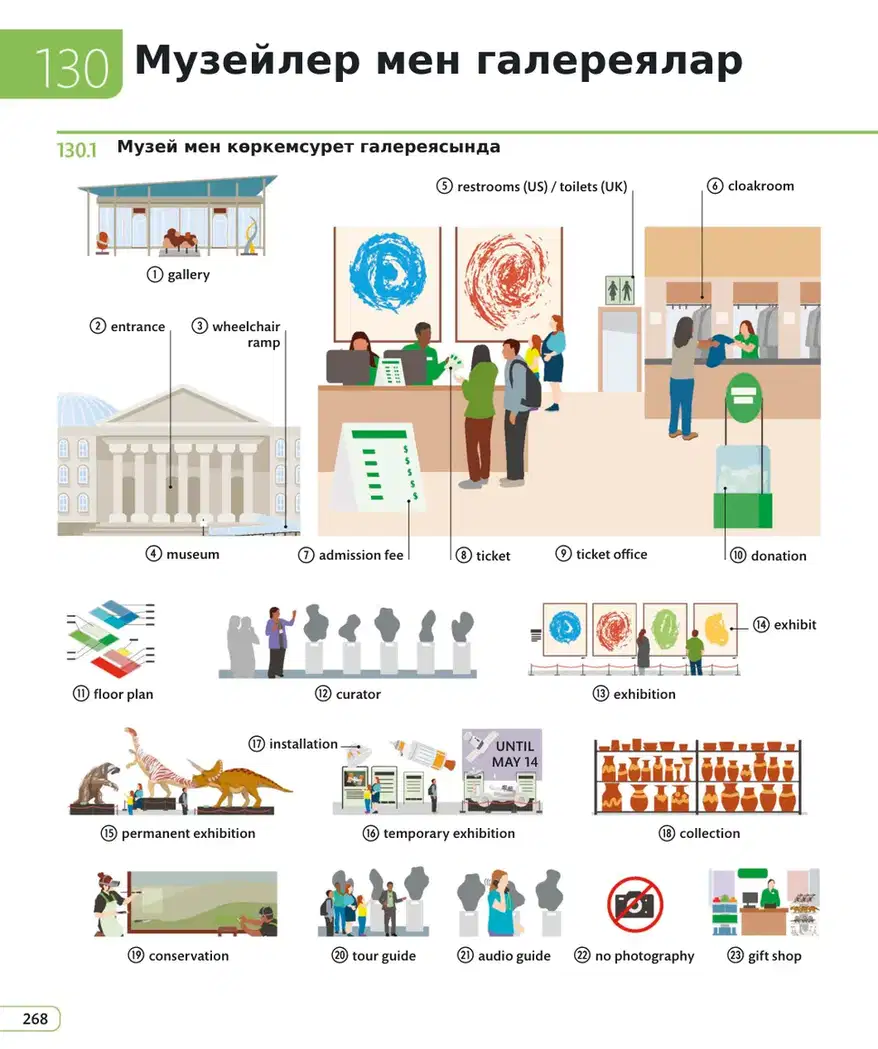 130 Музейлер мен галереялар
130.1 Музей мен көркемсурет галереясында
① gallery
② entrance
③ wheelchair
ramp
④ museum
⑤ restrooms (US) / toilets (UK)
⑥ cloakroom
⑦ admission fee
⑧ ticket
⑨ ticket office
⑩ donation
$
$
$
$
$
⑪ floor plan
⑫ curator
⑬ exhibition
⑭ exhibit
⑮ permanent exhibition
⑯ temporary exhibition
⑰ installation
UNTIL
MAY 14
⑱ collection
⑲ conservation
⑳ tour guide
㉑ audio guide
㉒ no photography
㉓ gift shop
268